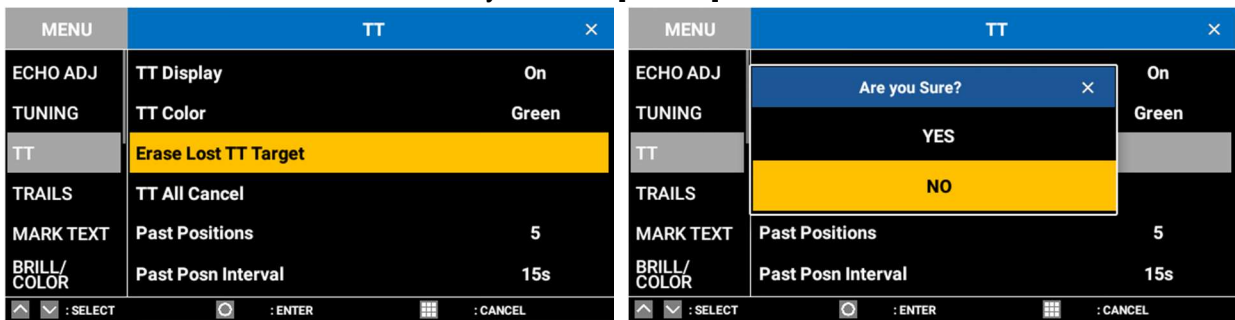 MENU TT ×
ECHO ADJ TT Display On
TUNING TT Color Green
TT Erase Lost TT Target
TRAILS TT All Cancel
MARK TEXT Past Positions 5
BRILL/
COLOR Past Posn Interval 15s
: SELECT : ENTER : CANCEL
MENU TT ×
ECHO ADJ On
Are you Sure? ×
TUNING Green
YES
TT
NO
TRAILS
MARK TEXT Past Positions 5
BRILL/
COLOR Past Posn Interval 15s
: SELECT : ENTER : CANCEL